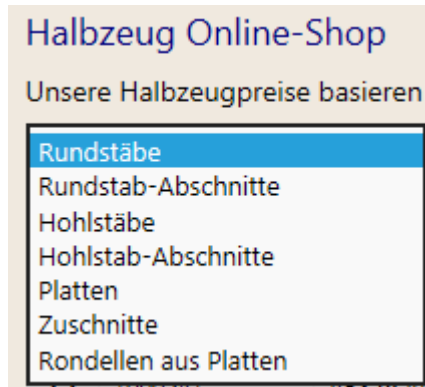 Halbzeug Online-Shop
Unsere Halbzeugpreise basieren
Rundstäbe
Rundstab-Abschnitte
Hohlstäbe
Hohlstab-Abschnitte
Platten
Zuschnitte
Rondellen aus Platten